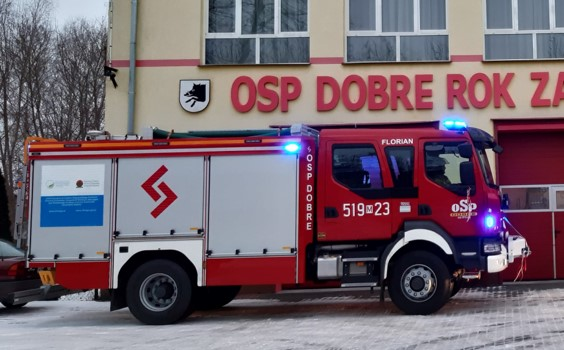 OSP DOBRE ROK ZA
FLORIAN
OSP DOBRE
519 M 23
OSP